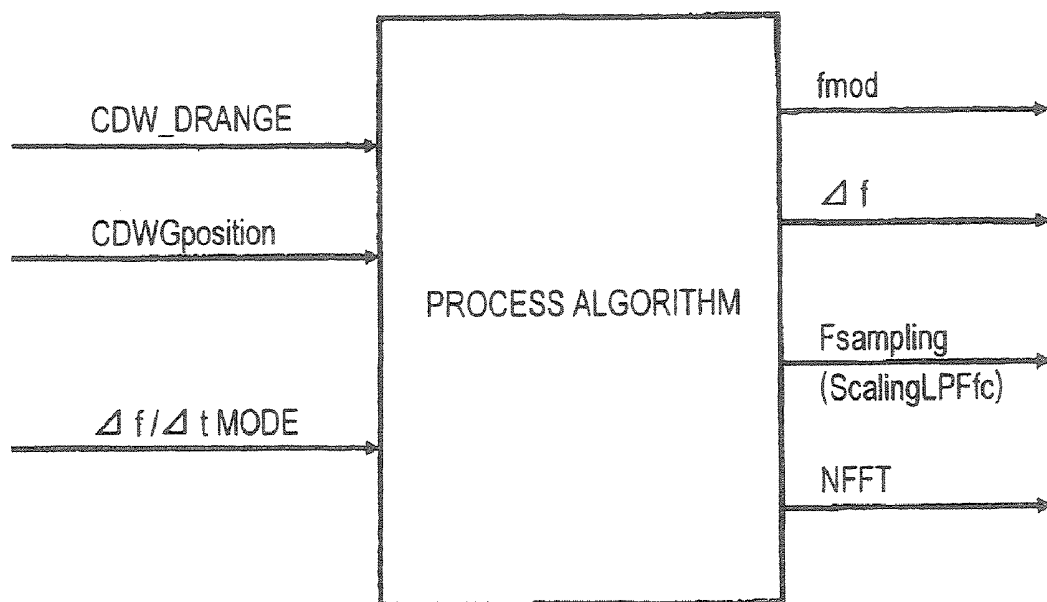 CDW_DRANGE
CDWGposition
⊿ f /⊿ t MODE
PROCESS ALGORITHM
fmod
⊿ f
Fsampling
(ScalingLPFfc)
NFFT